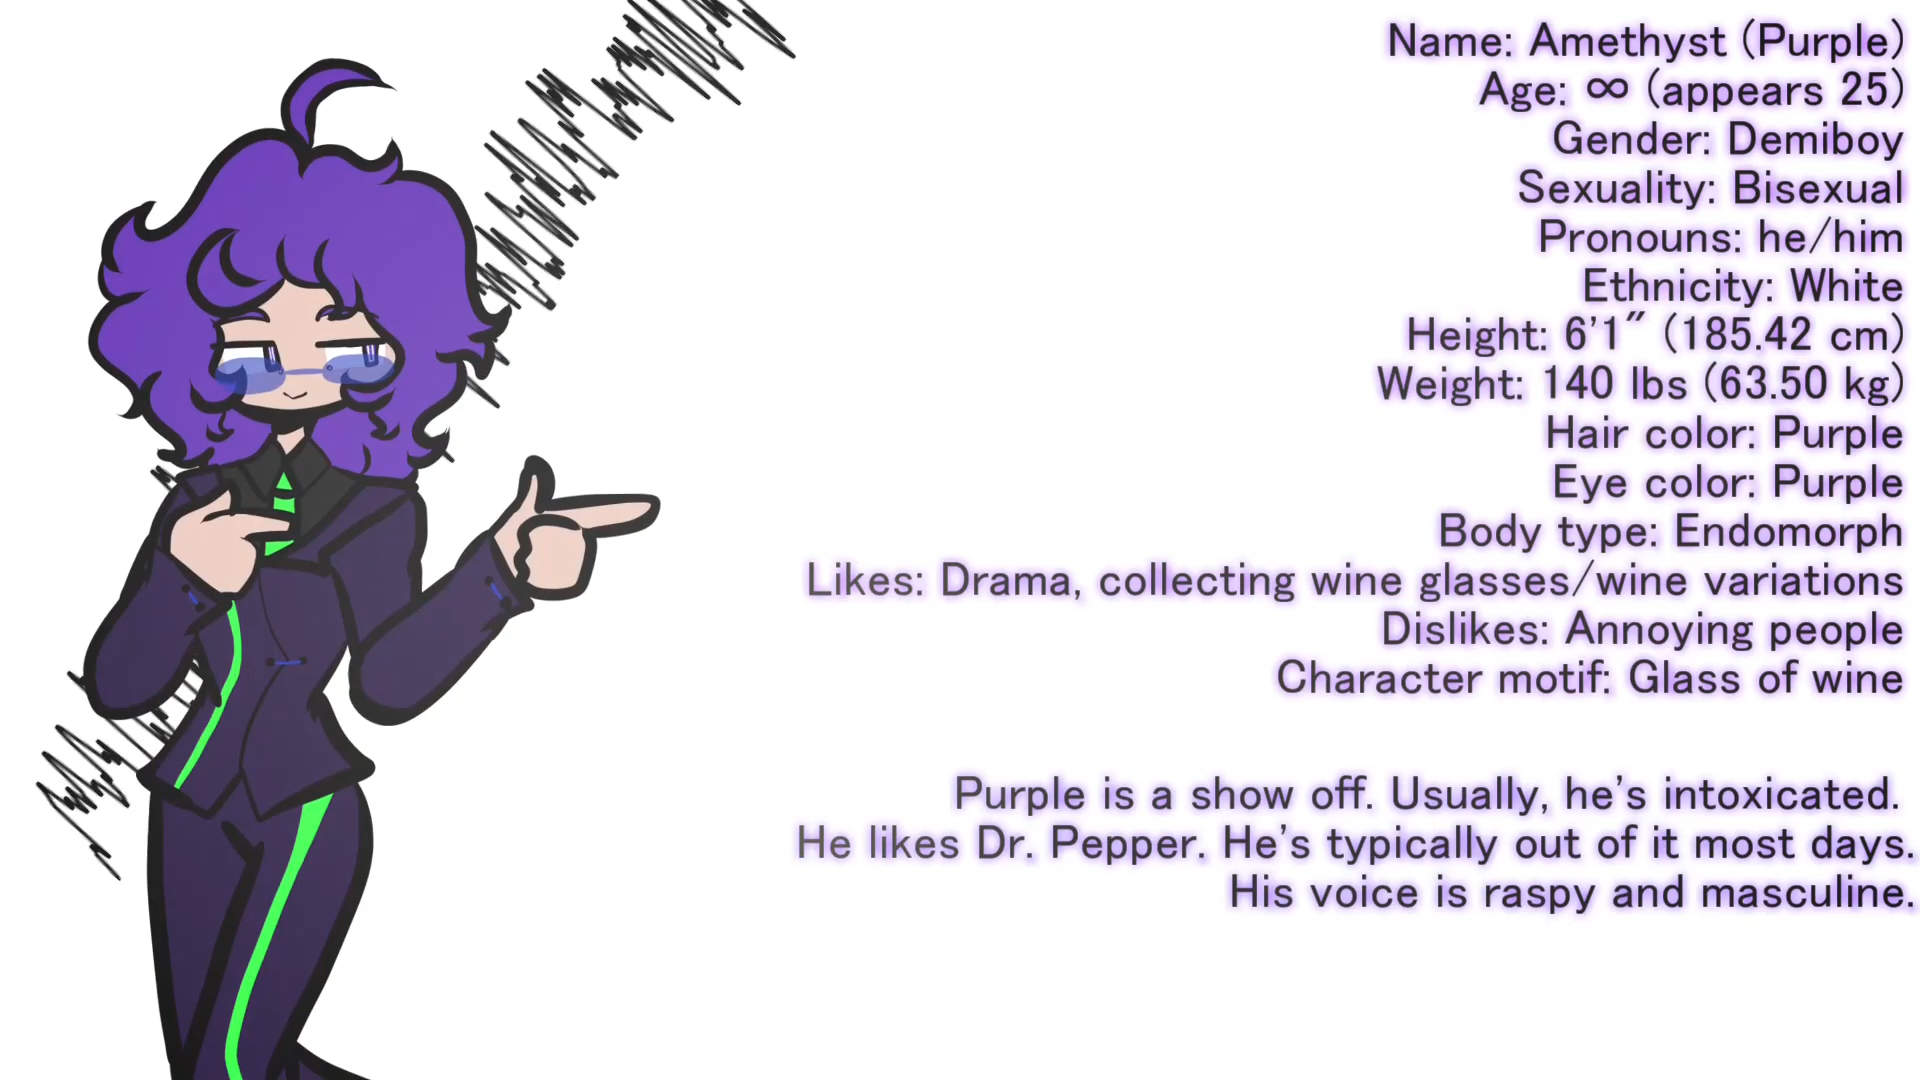 Name: Amethyst (Purple)
Age: ∞ (appears 25)
Gender: Demiboy
Sexuality: Bisexual
Pronouns: he/him
Ethnicity: White
Height: 6'1" (185.42 cm)
Weight: 140 lbs (63.50 kg)
Hair color: Purple
Eye color: Purple
Body type: Endomorph
Likes: Drama, collecting wine glasses/wine variations
Dislikes: Annoying people
Character motif: Glass of wine
Purple is a show off. Usually, he's intoxicated.
He likes Dr. Pepper. He's typically out of it most days.
His voice is raspy and masculine.